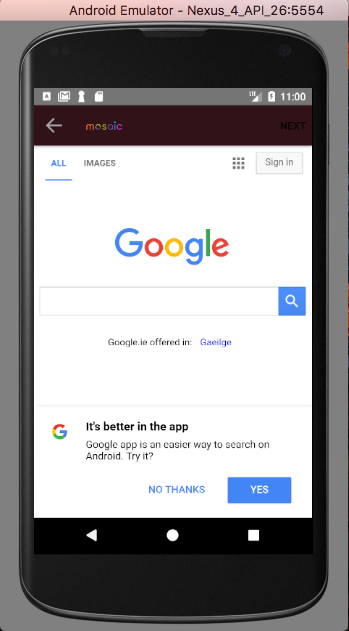 Android Emulator - Nexus_4_API_26:5554
LTE 11:00
mosaic NEXT
ALL IMAGES Sign in
Google
Google.ie offered in: Gaeilge
G It's better in the app
Google app is an easier way to search on
Android. Try it?
NO THANKS YES